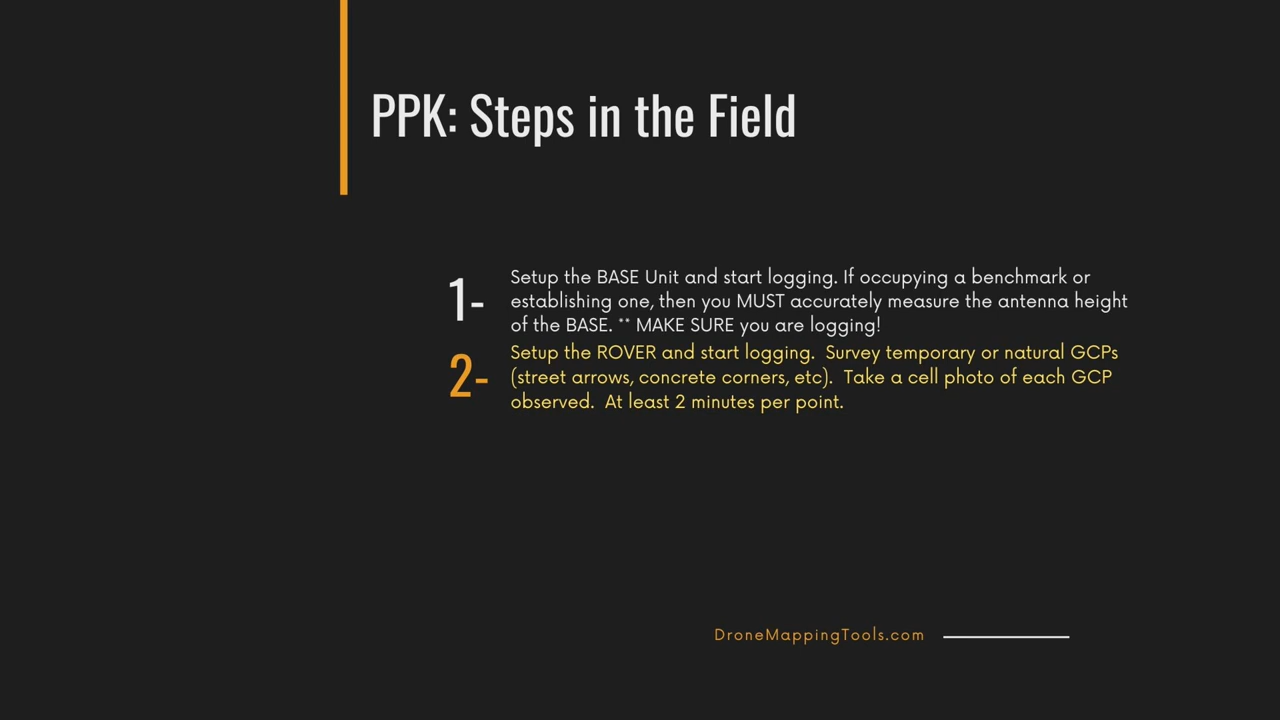 PPK: Steps in the Field
1-
Setup the BASE Unit and start logging. If occupying a benchmark or
establishing one, then you MUST accurately measure the antenna height
of the BASE. ** MAKE SURE you are logging!
2-
Setup the ROVER and start logging.  Survey temporary or natural GCPs
(street arrows, concrete corners, etc).  Take a cell photo of each GCP
observed.  At least 2 minutes per point.
DroneMappingTools.com